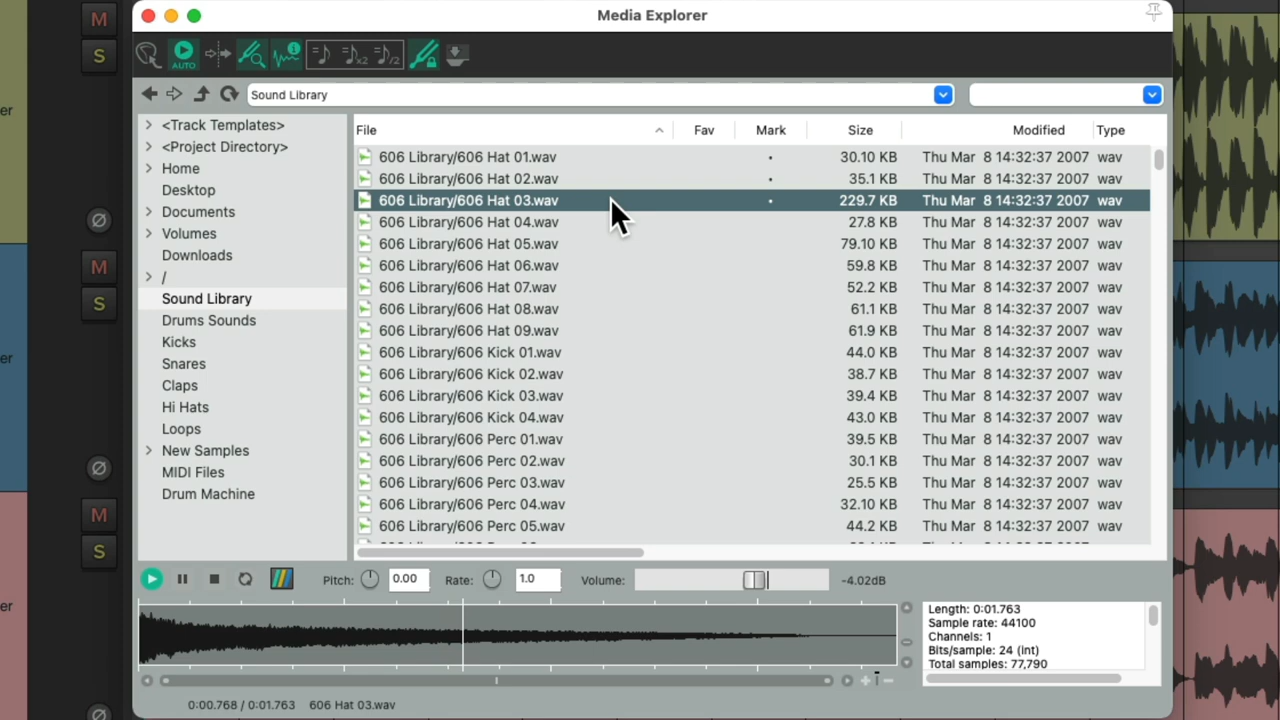 Media Explorer
M
S
er
M
S
er
M
S
er
AUTO
x2
/2
Sound Library
<Track Templates>
<Project Directory>
Home
Desktop
Documents
Volumes
Downloads
/
Sound Library
Drums Sounds
Kicks
Snares
Claps
Hi Hats
Loops
New Samples
MIDI Files
Drum Machine
File Fav Mark Size Modified Type
606 Library/606 Hat 01.wav • 30.10 KB Thu Mar 8 14:32:37 2007 wav
606 Library/606 Hat 02.wav • 35.1 KB Thu Mar 8 14:32:37 2007 wav
606 Library/606 Hat 03.wav • 229.7 KB Thu Mar 8 14:32:37 2007 wav
606 Library/606 Hat 04.wav 27.8 KB Thu Mar 8 14:32:37 2007 wav
606 Library/606 Hat 05.wav 79.10 KB Thu Mar 8 14:32:37 2007 wav
606 Library/606 Hat 06.wav 59.8 KB Thu Mar 8 14:32:37 2007 wav
606 Library/606 Hat 07.wav 52.2 KB Thu Mar 8 14:32:37 2007 wav
606 Library/606 Hat 08.wav 61.1 KB Thu Mar 8 14:32:37 2007 wav
606 Library/606 Hat 09.wav 61.9 KB Thu Mar 8 14:32:37 2007 wav
606 Library/606 Kick 01.wav 44.0 KB Thu Mar 8 14:32:37 2007 wav
606 Library/606 Kick 02.wav 38.7 KB Thu Mar 8 14:32:37 2007 wav
606 Library/606 Kick 03.wav 39.4 KB Thu Mar 8 14:32:37 2007 wav
606 Library/606 Kick 04.wav 43.0 KB Thu Mar 8 14:32:37 2007 wav
606 Library/606 Perc 01.wav 39.5 KB Thu Mar 8 14:32:37 2007 wav
606 Library/606 Perc 02.wav 30.1 KB Thu Mar 8 14:32:37 2007 wav
606 Library/606 Perc 03.wav 25.5 KB Thu Mar 8 14:32:37 2007 wav
606 Library/606 Perc 04.wav 32.10 KB Thu Mar 8 14:32:37 2007 wav
606 Library/606 Perc 05.wav 44.2 KB Thu Mar 8 14:32:37 2007 wav
Pitch: 0.00 Rate: 1.0 Volume: -4.02dB
Length: 0:01.763
Sample rate: 44100
Channels: 1
Bits/sample: 24 (int)
Total samples: 77,790
0:00.768 / 0:01.763 606 Hat 03.wav